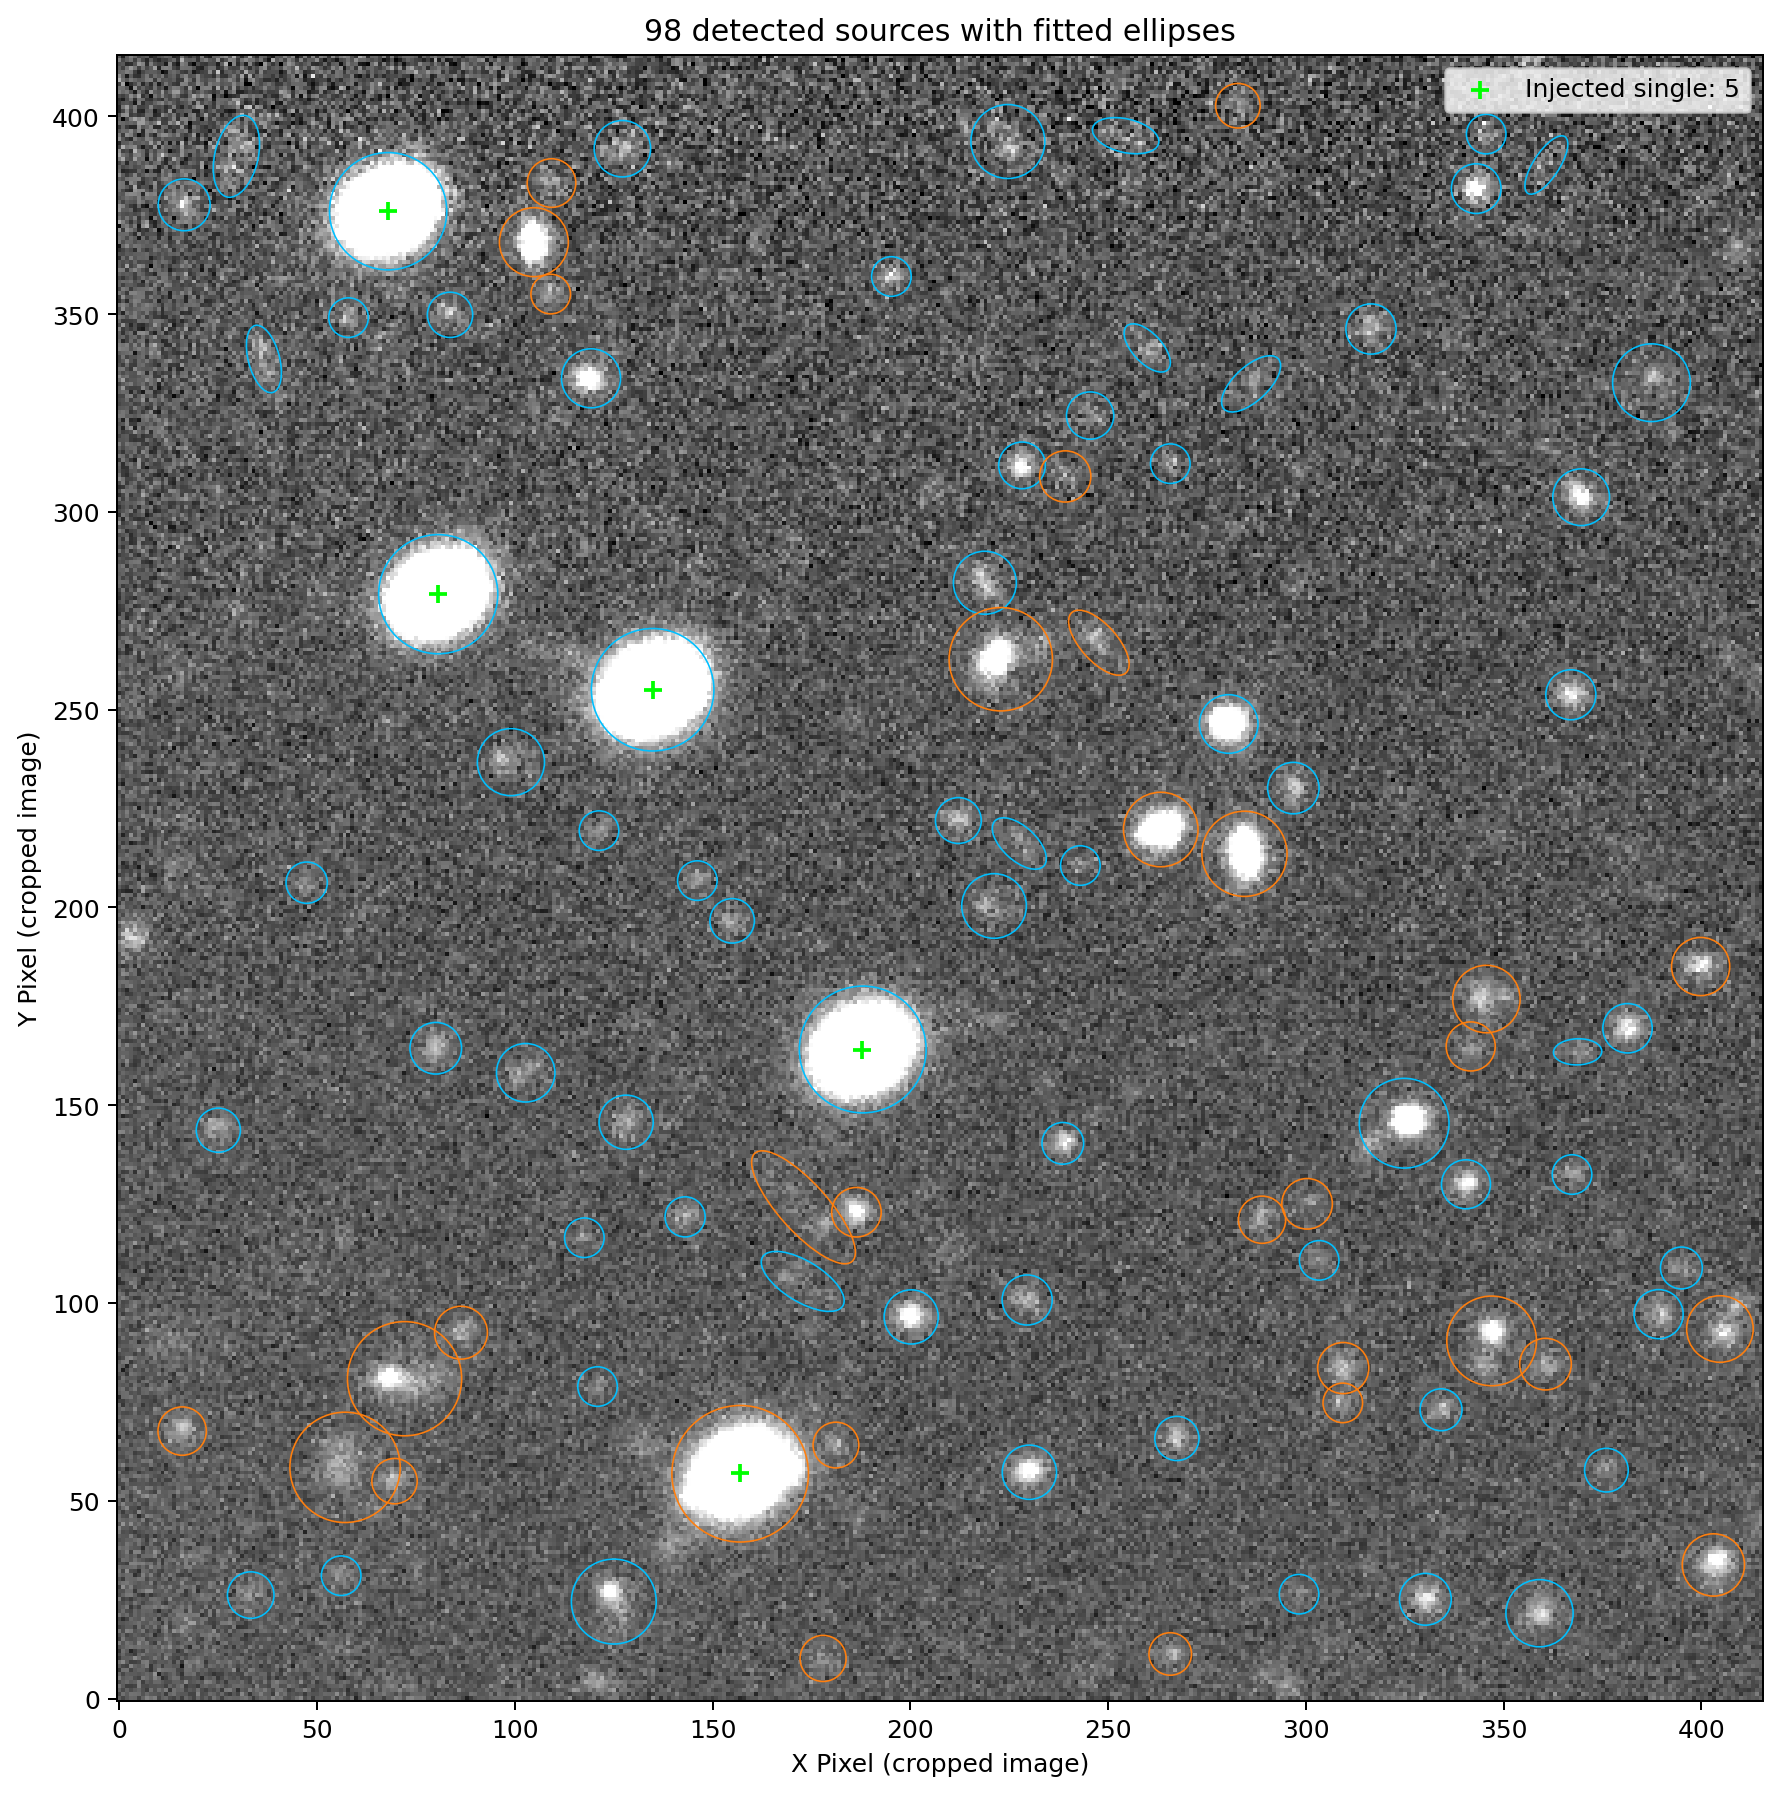 98 detected sources with fitted ellipses
Injected single: 5
400
350
300
250
200
150
100
50
0
Y Pixel (cropped image)
0 50 100 150 200 250 300 350 400
X Pixel (cropped image)